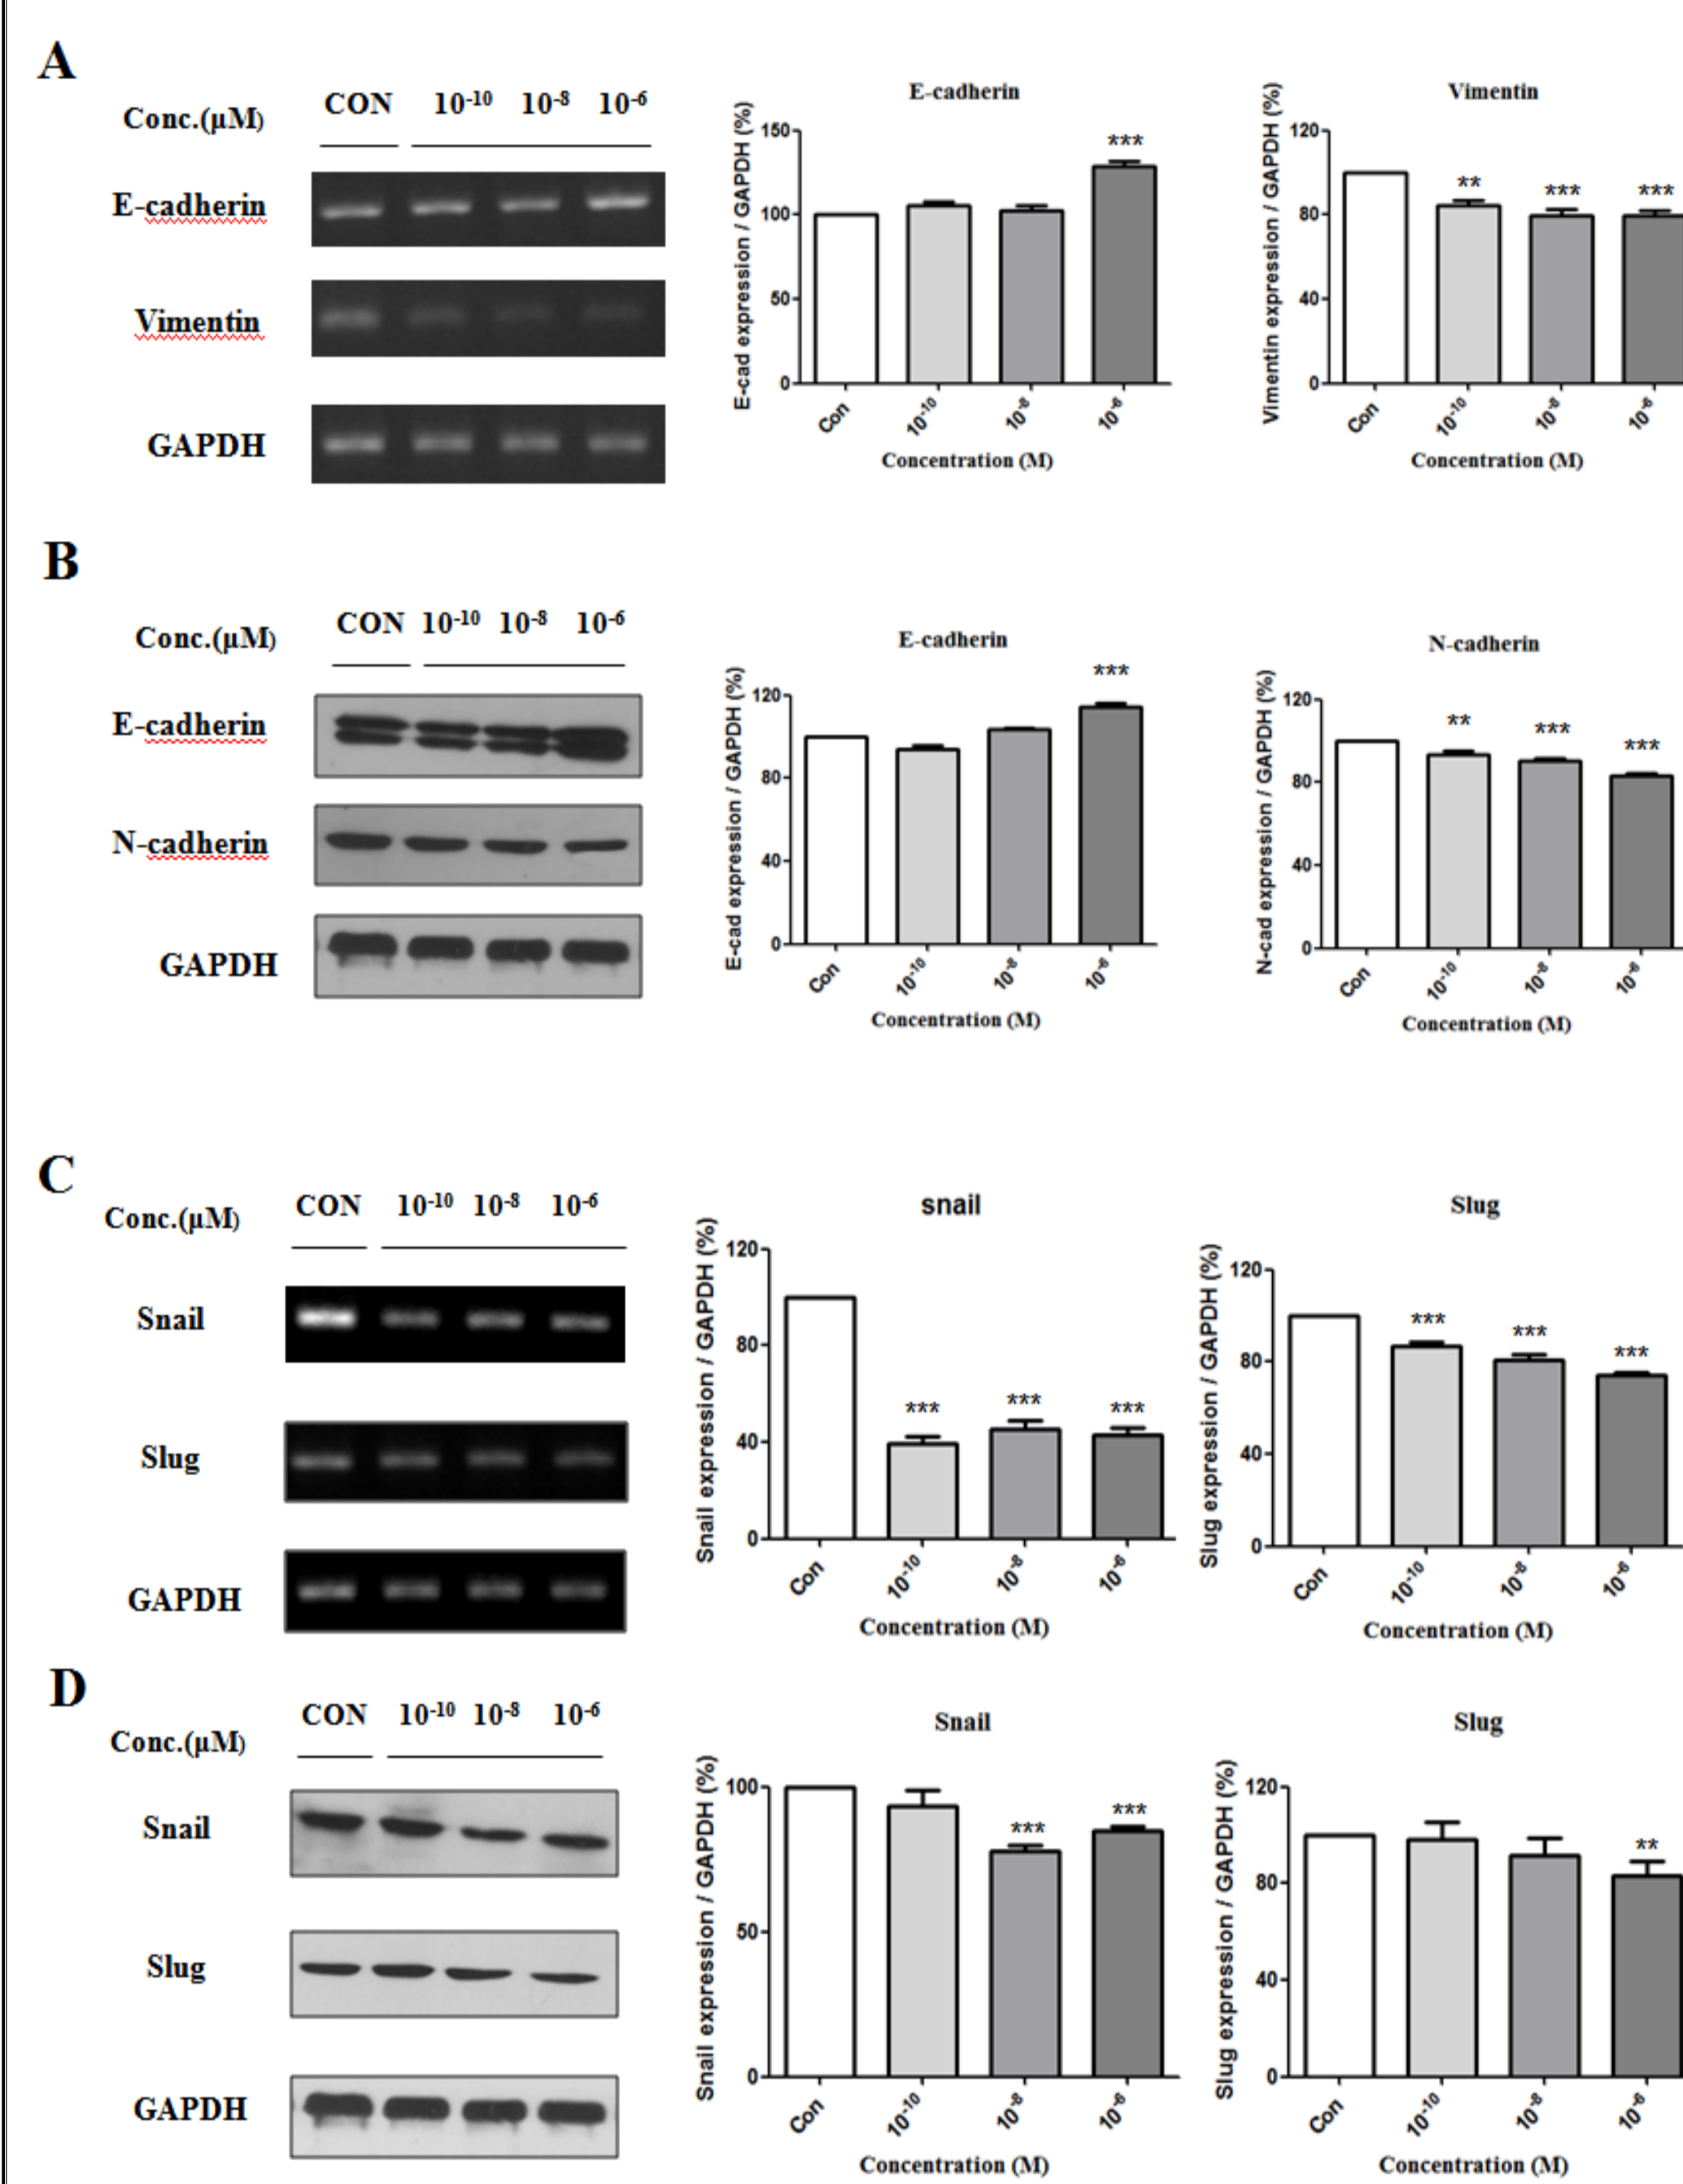 A
Conc.(μM) CON 10-10 10-8 10-6
E-cadherin
Vimentin
GAPDH
E-cadherin
E-cad expression / GAPDH (%)
150
100
50
0
***
Con 10-10 10-8 10-6
Concentration (M)
Vimentin
Vimentin expression / GAPDH (%)
120
80
40
0
** *** ***
Con 10-10 10-8 10-6
Concentration (M)
B
Conc.(μM) CON 10-10 10-8 10-6
E-cadherin
N-cadherin
GAPDH
E-cadherin
E-cad expression / GAPDH (%)
120
80
40
0
***
Con 10-10 10-8 10-6
Concentration (M)
N-cadherin
N-cad expression / GAPDH (%)
120
80
40
0
** *** ***
Con 10-10 10-8 10-6
Concentration (M)
C
Conc.(μM) CON 10-10 10-8 10-6
Snail
Slug
GAPDH
snail
Snail expression / GAPDH (%)
120
80
40
0
*** *** ***
Con 10-10 10-8 10-6
Concentration (M)
Slug
Slug expression / GAPDH (%)
120
80
40
0
*** *** ***
Con 10-10 10-8 10-6
Concentration (M)
D
Conc.(μM) CON 10-10 10-8 10-6
Snail
Slug
GAPDH
Snail
Snail expression / GAPDH (%)
100
50
0
*** ***
Con 10-10 10-8 10-6
Concentration (M)
Slug
Slug expression / GAPDH (%)
120
80
40
0
**
Con 10-10 10-8 10-6
Concentration (M)